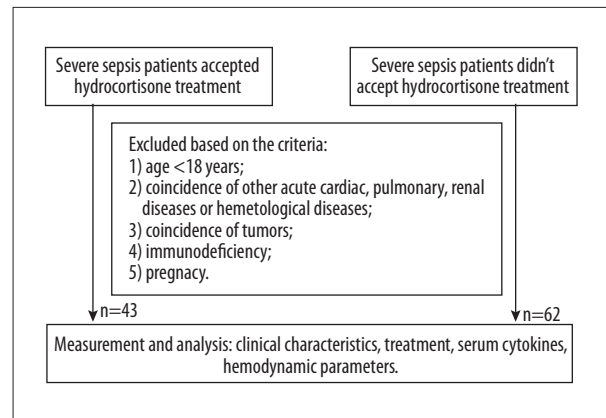 Severe sepsis patients accepted
hydrocortisone treatment
Severe sepsis patients didn't
accept hydrocortisone treatment
Excluded based on the criteria:
1) age <18 years;
2) coincidence of other acute cardiac, pulmonary, renal
diseases or hemetological diseases;
3) coincidence of tumors;
4) immunodeficiency;
5) pregnacy.
n=43
n=62
Measurement and analysis: clinical characteristics, treatment, serum cytokines,
hemodynamic parameters.